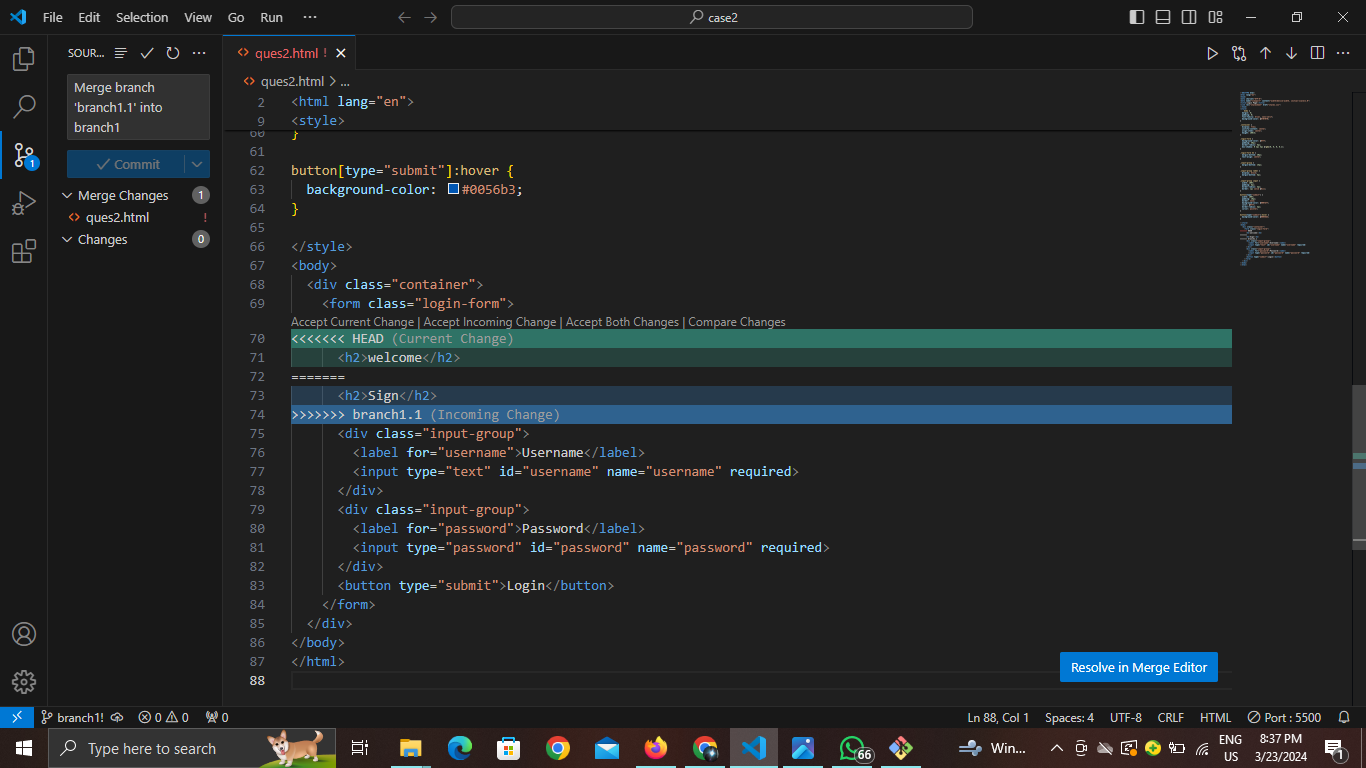 File Edit Selection View Go Run ···
case2
SOUR...
ques2.html !
Merge branch
'branch1.1' into
branch1
Commit
Merge Changes 1
ques2.html !
Changes 0
1
ques2.html > ...
2 <html lang="en">
9 <style>
60 }
61
62 button[type="submit"]:hover {
63 background-color: #0056b3;
64 }
65
66 </style>
67 <body>
68 <div class="container">
69 <form class="login-form">
Accept Current Change | Accept Incoming Change | Accept Both Changes | Compare Changes
70 <<<<<<< HEAD (Current Change)
71 <h2>welcome</h2>
72 =======
73 <h2>Sign</h2>
74 >>>>>>> branch1.1 (Incoming Change)
75 <div class="input-group">
76 <label for="username">Username</label>
77 <input type="text" id="username" name="username" required>
78 </div>
79 <div class="input-group">
80 <label for="password">Password</label>
81 <input type="password" id="password" name="password" required>
82 </div>
83 <button type="submit">Login</button>
84 </form>
85 </div>
86 </body>
87 </html>
88
Resolve in Merge Editor
branch1! 0 0 0
Ln 88, Col 1 Spaces: 4 UTF-8 CRLF HTML Port : 5500
Type here to search
66
Win...
ENG
US
8:37 PM
3/23/2024
1